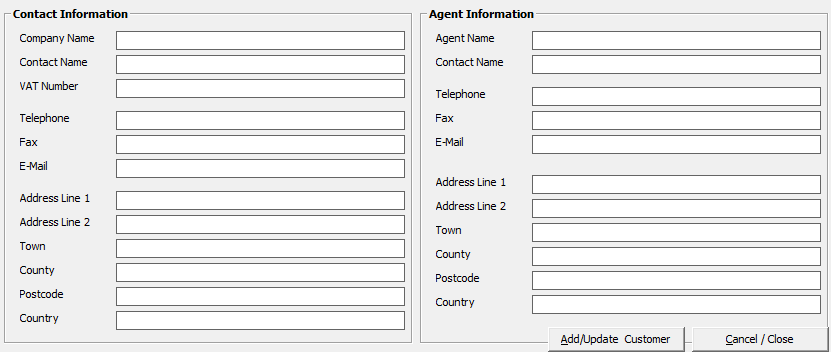 Contact Information
Company Name
Contact Name
VAT Number
Telephone
Fax
E-Mail
Address Line 1
Address Line 2
Town
County
Postcode
Country
Agent Information
Agent Name
Contact Name
Telephone
Fax
E-Mail
Address Line 1
Address Line 2
Town
County
Postcode
Country
Add/Update Customer
Cancel / Close